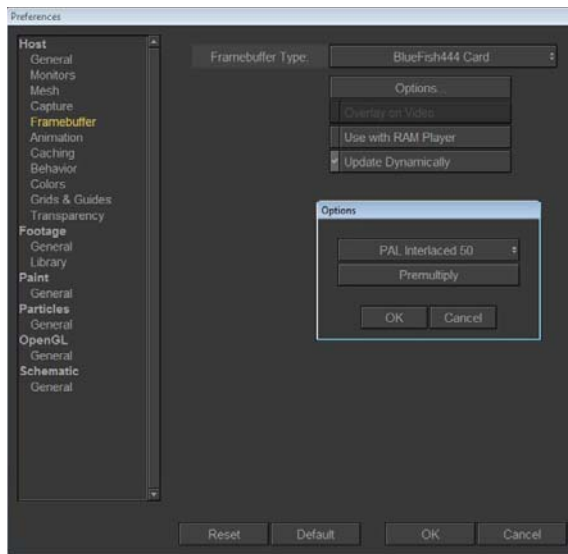 Preferences
Host
General
Monitors
Mesh
Capture
Framebuffer
Animation
Caching
Behavior
Colors
Grids & Guides
Transparency
Footage
General
Library
Paint
General
Particles
General
OpenGL
General
Schematic
General
Framebuffer Type:
BlueFish444 Card
Options...
Overlay on Video
Use with RAM Player
Update Dynamically
Options
PAL Interlaced 50
Premultiply
OK
Cancel
Reset
Default
OK
Cancel